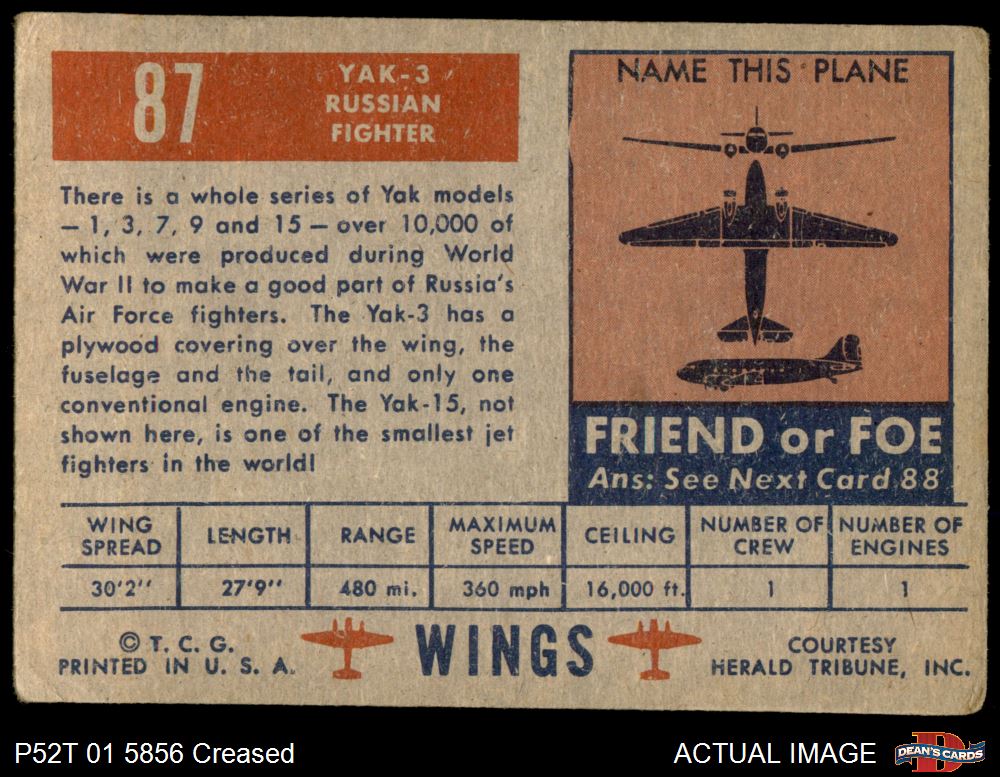 87
YAK-3
RUSSIAN
FIGHTER
There is a whole series of Yak models
— 1, 3, 7, 9 and 15 — over 10,000 of
which were produced during World
War II to make a good part of Russia's
Air Force fighters. The Yak-3 has a
plywood covering over the wing, the
fuselage and the tail, and only one
conventional engine. The Yak-15, not
shown here, is one of the smallest jet
fighters in the world!
NAME THIS PLANE
FRIEND or FOE
Ans: See Next Card 88
WING SPREAD LENGTH RANGE MAXIMUM SPEED CEILING NUMBER OF CREW NUMBER OF ENGINES
30'2'' 27'9'' 480 mi. 360 mph 16,000 ft. 1 1
© T. C. G.
PRINTED IN U. S. A.
WINGS
COURTESY
HERALD TRIBUNE, INC.
P52T 01 5856 Creased
ACTUAL IMAGE
D
DEAN'S CARDS